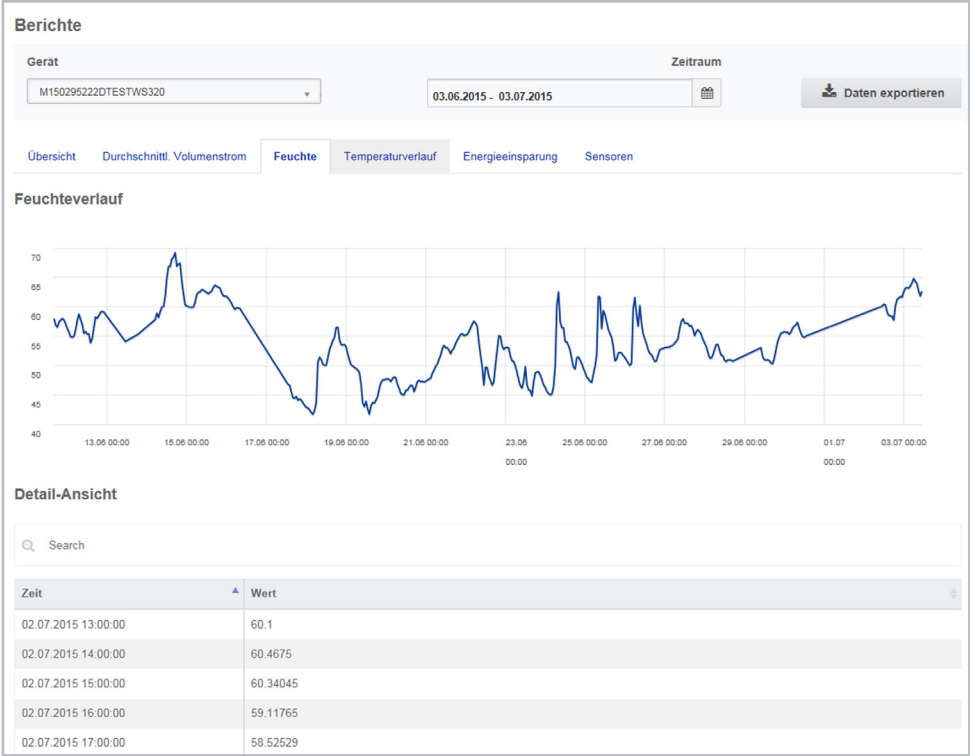 Berichte
Gerät
Zeitraum
M150295222DTESTWS320
03.06.2015 - 03.07.2015
Daten exportieren
Übersicht Durchschnittl. Volumenstrom Feuchte Temperaturverlauf Energieeinsparung Sensoren
Feuchteverlauf
70
65
60
55
50
45
40
13.06 00:00 15.06 00:00 17.06 00:00 19.06 00:00 21.06 00:00 23.06 25.06 00:00 27.06 00:00 29.06 00:00 01.07 03.07 00:00
00:00 00:00
Detail-Ansicht
Search
Zeit Wert
02.07.2015 13:00:00 60.1
02.07.2015 14:00:00 60.4675
02.07.2015 15:00:00 60.34045
02.07.2015 16:00:00 59.11765
02.07.2015 17:00:00 58.52529